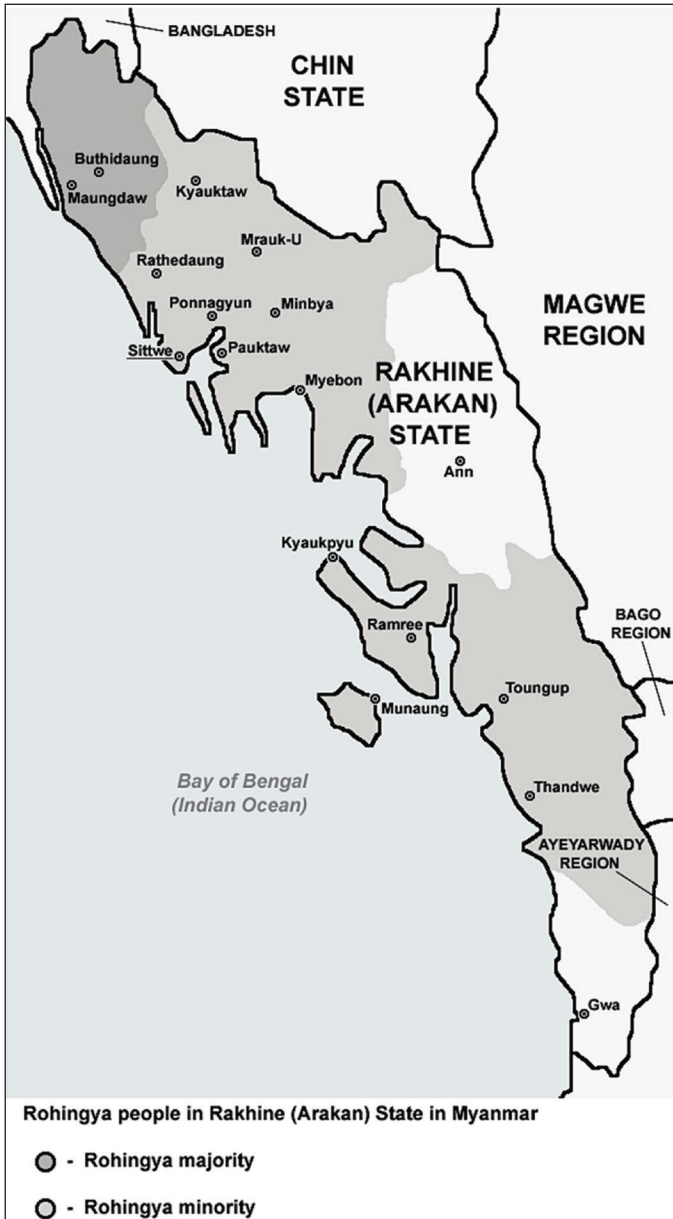 BANGLADESH
CHIN
STATE
Buthidaung
Maungdaw
Kyauktaw
Mrauk-U
Rathedaung
Ponnagyun
Minbya
MAGWE
REGION
Sittwe
Pauktaw
RAKHINE
(ARAKAN)
STATE
Myebon
Ann
Kyaukpyu
BAGO
REGION
Ramree
Munaung
Toungup
Bay of Bengal
(Indian Ocean)
Thandwe
AYEYARWADY
REGION
Gwa
Rohingya people in Rakhine (Arakan) State in Myanmar
- Rohingya majority
- Rohingya minority